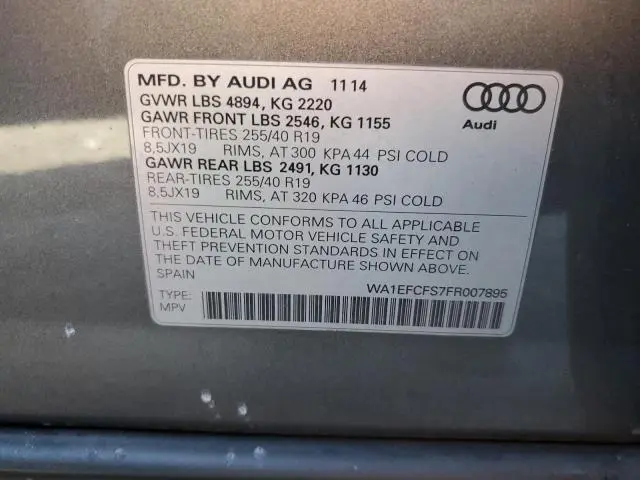 MFD. BY AUDI AG 11 14
GVWR LBS 4894, KG 2220
GAWR FRONT LBS 2546, KG 1155
FRONT-TIRES 255/40 R19
8,5JX19 RIMS, AT 300 KPA 44 PSI COLD
GAWR REAR LBS 2491, KG 1130
REAR-TIRES 255/40 R19
8,5JX19 RIMS, AT 320 KPA 46 PSI COLD
Audi
THIS VEHICLE CONFORMS TO ALL APPLICABLE
U.S. FEDERAL MOTOR VEHICLE SAFETY AND
THEFT PREVENTION STANDARDS IN EFFECT ON
THE DATE OF MANUFACTURE SHOWN ABOVE.
SPAIN
WA1EFCFS7FR007895
TYPE:
MPV